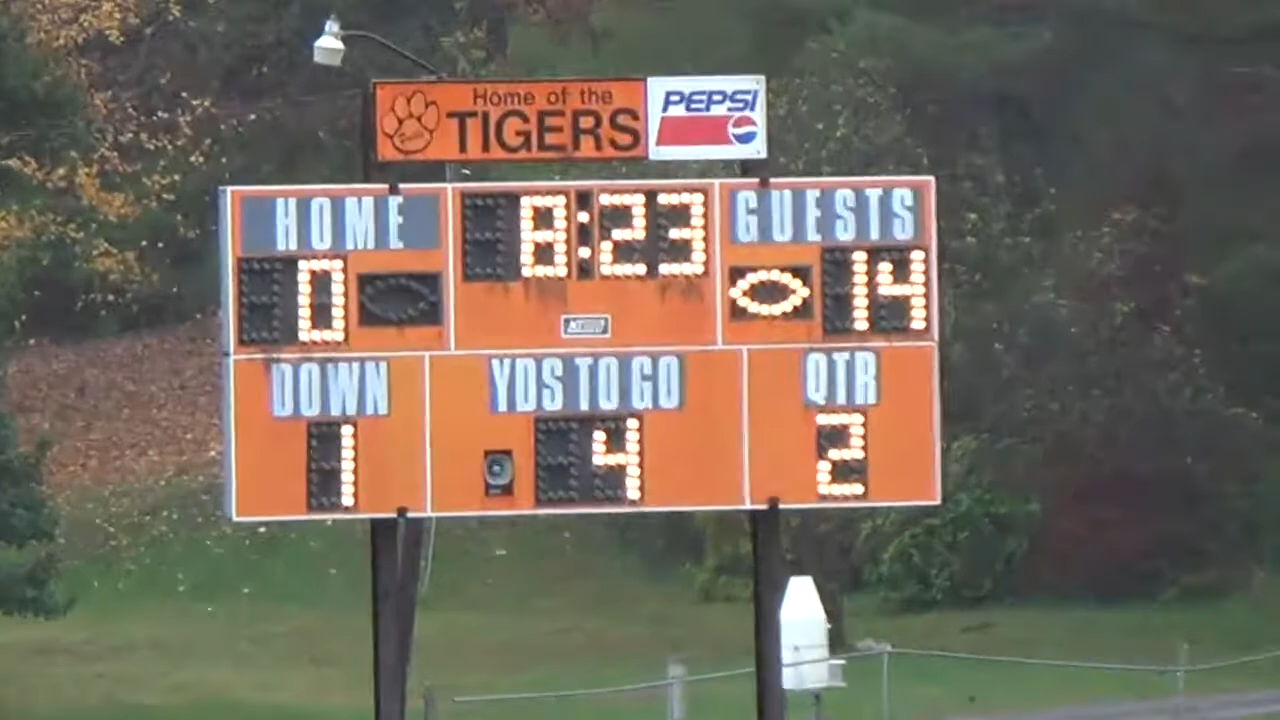 Home of the
TIGERS
PEPSI
HOME
8:23
GUESTS
0
14
DOWN
YDS TO GO
QTR
1
4
2